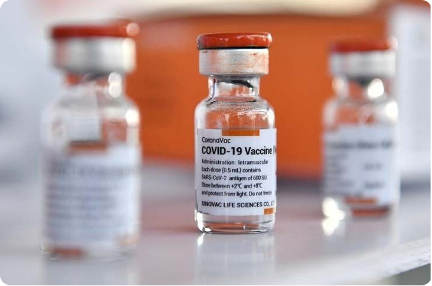 CoronaVac
COVID-19 Vaccine
Administration: Intramuscular
Each dose (0.5 mL) contains
SARS-CoV-2 antigen of 600 SU
Store between +2°C and +8°C
and protect from light. Do not freeze
SINOVAC LIFE SCIENCES CO.,